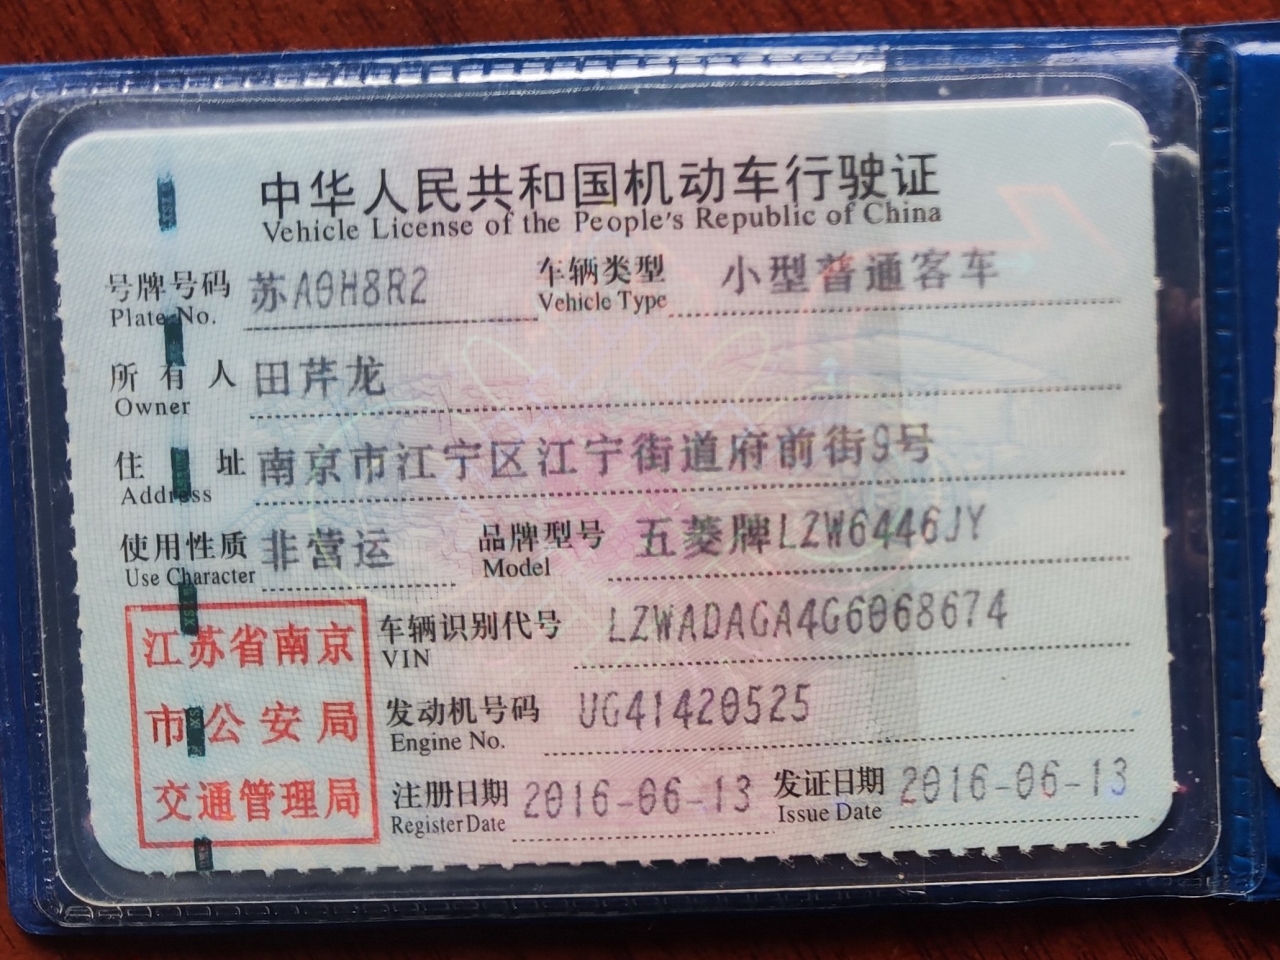 中华人民共和国机动车行驶证
Vehicle License of the People's Republic of China
号牌号码 苏A0H8R2 车辆类型 小型普通客车
Plate No. Vehicle Type
所有人 田芹龙
Owner
住址 南京市江宁区江宁街道府前街9号
Address
使用性质 非营运 品牌型号 五菱牌LZW6446JY
Use Character Model
江苏省南京
市公安局
交通管理局
车辆识别代号 LZWADAGA4G6068674
VIN
发动机号码 UG41420525
Engine No.
注册日期 2016-06-13 发证日期 2016-06-13
Register Date Issue Date